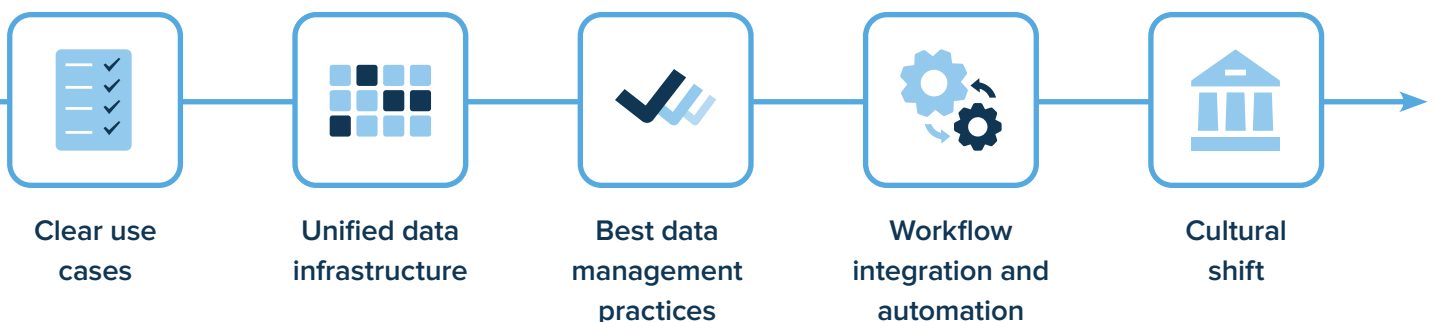 Clear use
cases
Unified data
infrastructure
Best data
management
practices
Workflow
integration and
automation
Cultural
shift